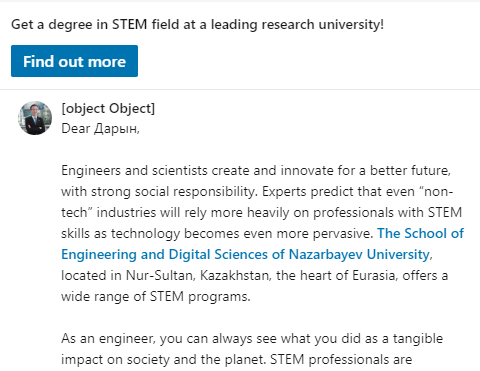 Get a degree in STEM field at a leading research university!
Find out more
[object Object]
Dear Дарын,
Engineers and scientists create and innovate for a better future,
with strong social responsibility. Experts predict that even “non-
tech” industries will rely more heavily on professionals with STEM
skills as technology becomes even more pervasive. The School of
Engineering and Digital Sciences of Nazarbayev University,
located in Nur-Sultan, Kazakhstan, the heart of Eurasia, offers a
wide range of STEM programs.
As an engineer, you can always see what you did as a tangible
impact on society and the planet. STEM professionals are